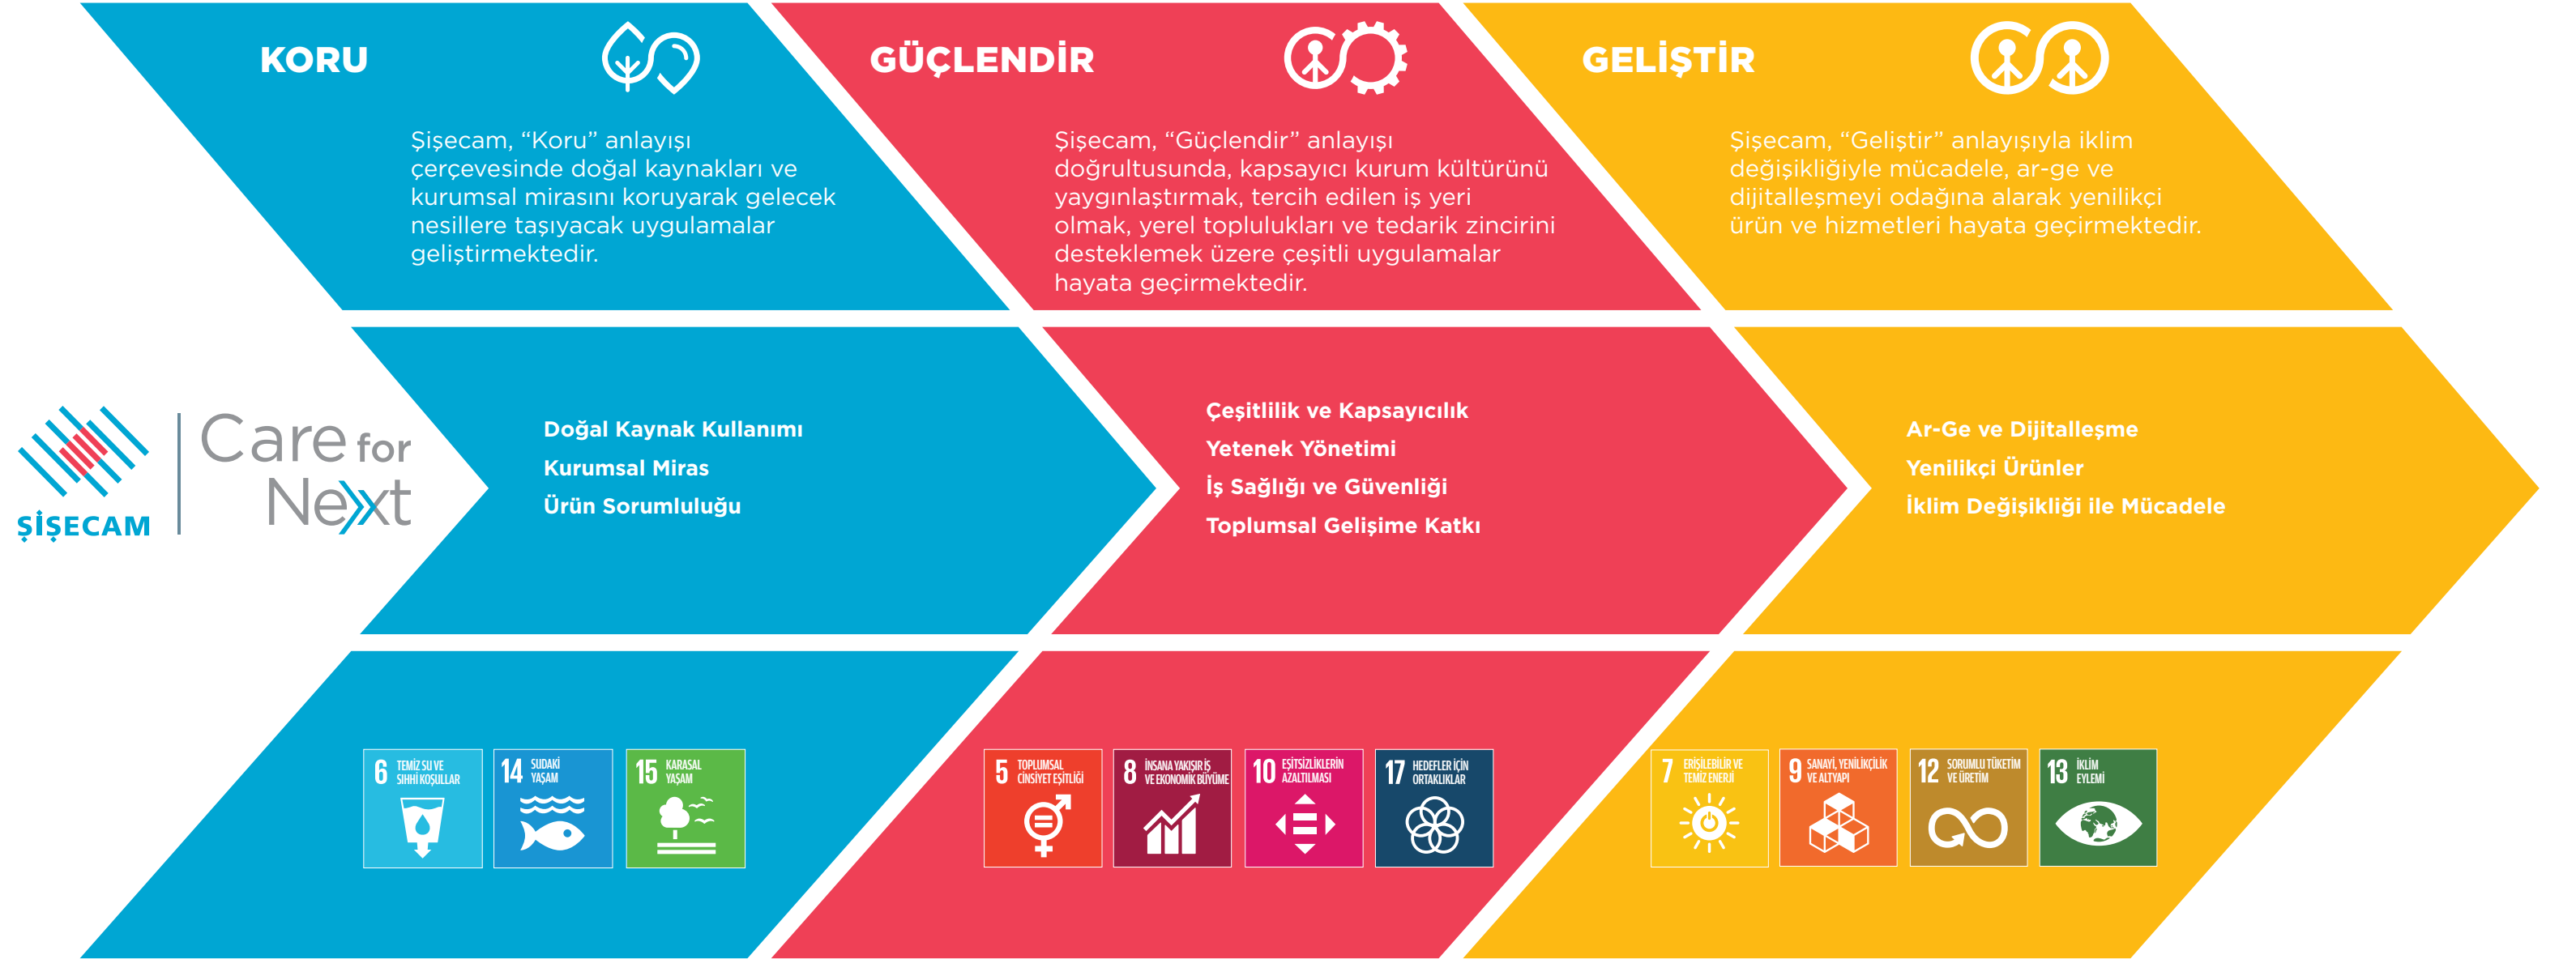 KORU
Şişecam, “Koru” anlayışı
çerçevesinde doğal kaynakları ve
kurumsal mirasını koruyarak gelecek
nesillere taşıyacak uygulamalar
geliştirmektedir.
GÜÇLENDİR
Şişecam, “Güçlendir” anlayışı
doğrultusunda, kapsayıcı kurum kültürünü
yaygınlaştırmak, tercih edilen iş yeri
olmak, yerel toplulukları ve tedarik zincirini
desteklemek üzere çeşitli uygulamalar
hayata geçirmektedir.
GELİŞTİR
Şişecam, “Geliştir” anlayışıyla iklim
değişikliğiyle mücadele, ar-ge ve
dijitalleşmeyi odağına alarak yenilikçi
ürün ve hizmetleri hayata geçirmektedir.
ŞİŞECAM
Care for
Next
Doğal Kaynak Kullanımı
Kurumsal Miras
Ürün Sorumluluğu
Çeşitlilik ve Kapsayıcılık
Yetenek Yönetimi
İş Sağlığı ve Güvenliği
Toplumsal Gelişime Katkı
Ar-Ge ve Dijitalleşme
Yenilikçi Ürünler
İklim Değişikliği ile Mücadele
6 TEMİZ SU VE
SIHHİ KOŞULLAR
14 SUDAKİ
YAŞAM
15 KARASAL
YAŞAM
5 TOPLUMSAL
CİNSİYET EŞİTLİĞİ
8 İNSANA YAKIŞIR İŞ
VE EKONOMİK BÜYÜME
10 EŞİTSİZLİKLERİN
AZALTILMASI
17 HEDEFLER İÇİN
ORTAKLIKLAR
7 ERİŞİLEBİLİR VE
TEMİZ ENERJİ
9 SANAYİ, YENİLİKÇİLİK
VE ALTYAPI
12 SORUMLU TÜKETİM
VE ÜRETİM
13 İKLİM
EYLEMİ